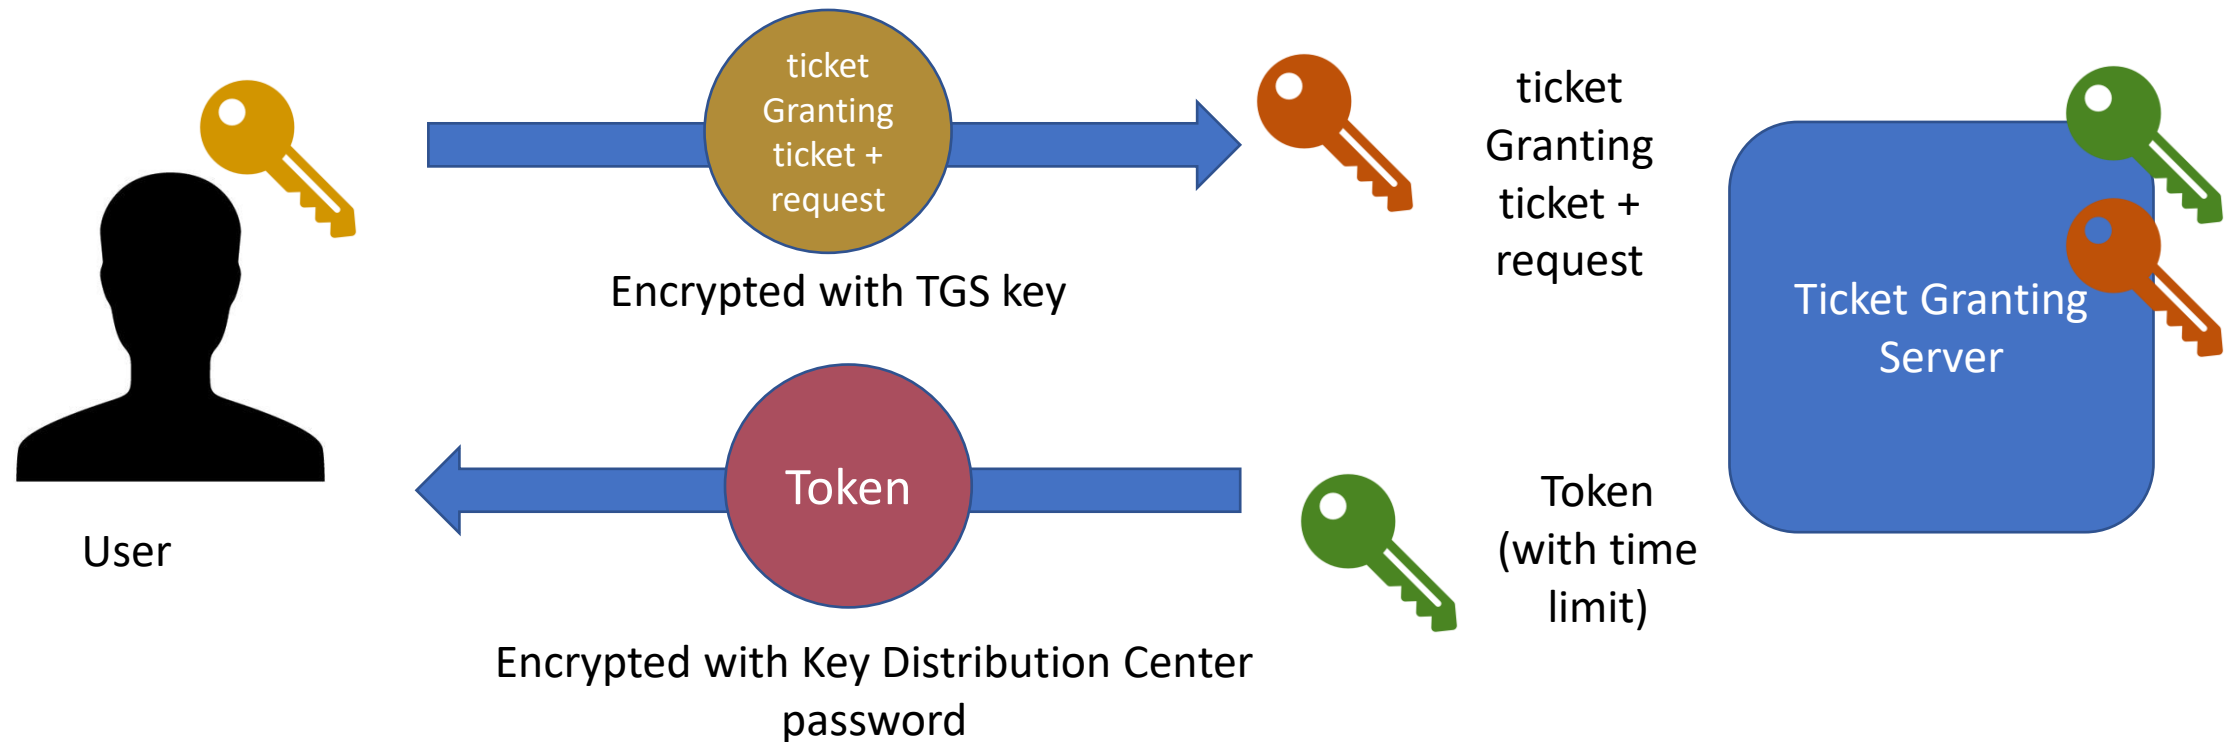 ticket
Granting
ticket +
request
Encrypted with TGS key
ticket
Granting
ticket +
request
Ticket Granting
Server
User
Token
Encrypted with Key Distribution Center
password
Token
(with time
limit)